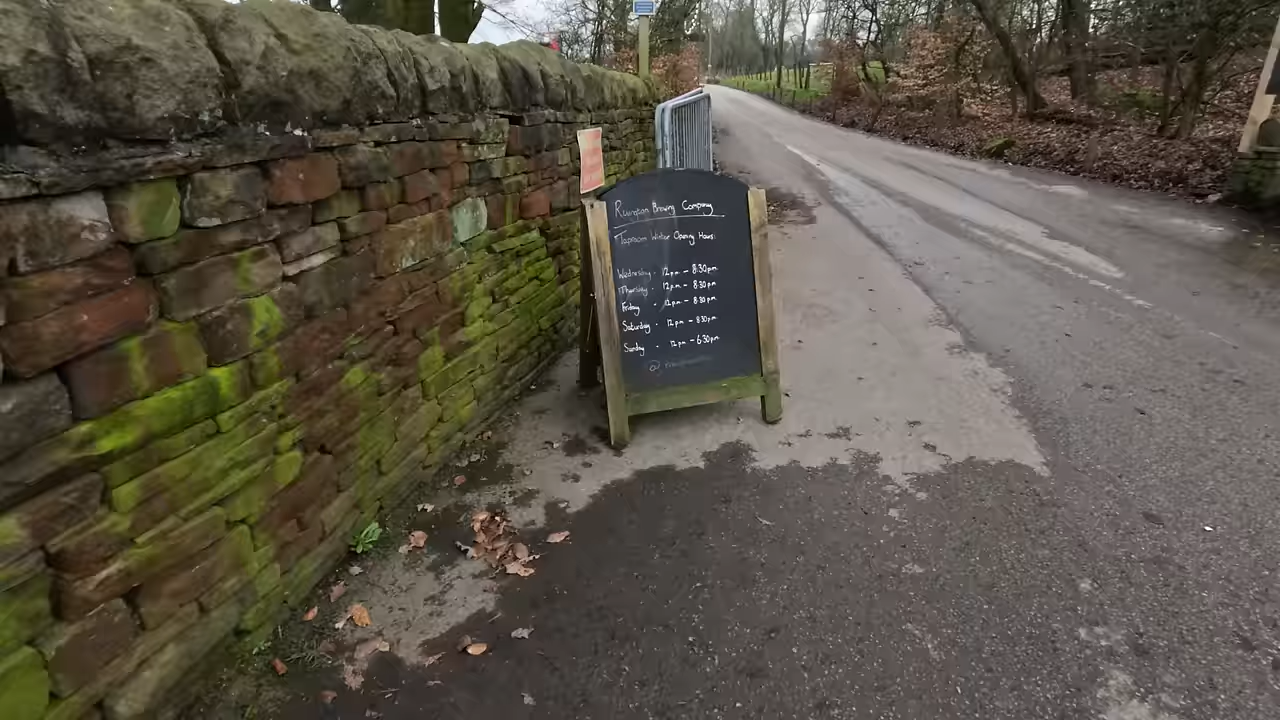 Rivington Brewing Company
Taproom Winter Opening Hours:
Wednesday - 12pm - 8:30pm
Thursday - 12pm - 8:30pm
Friday - 12pm - 8:30pm
Saturday - 12pm - 8:30pm
Sunday - 12pm - 6:30pm